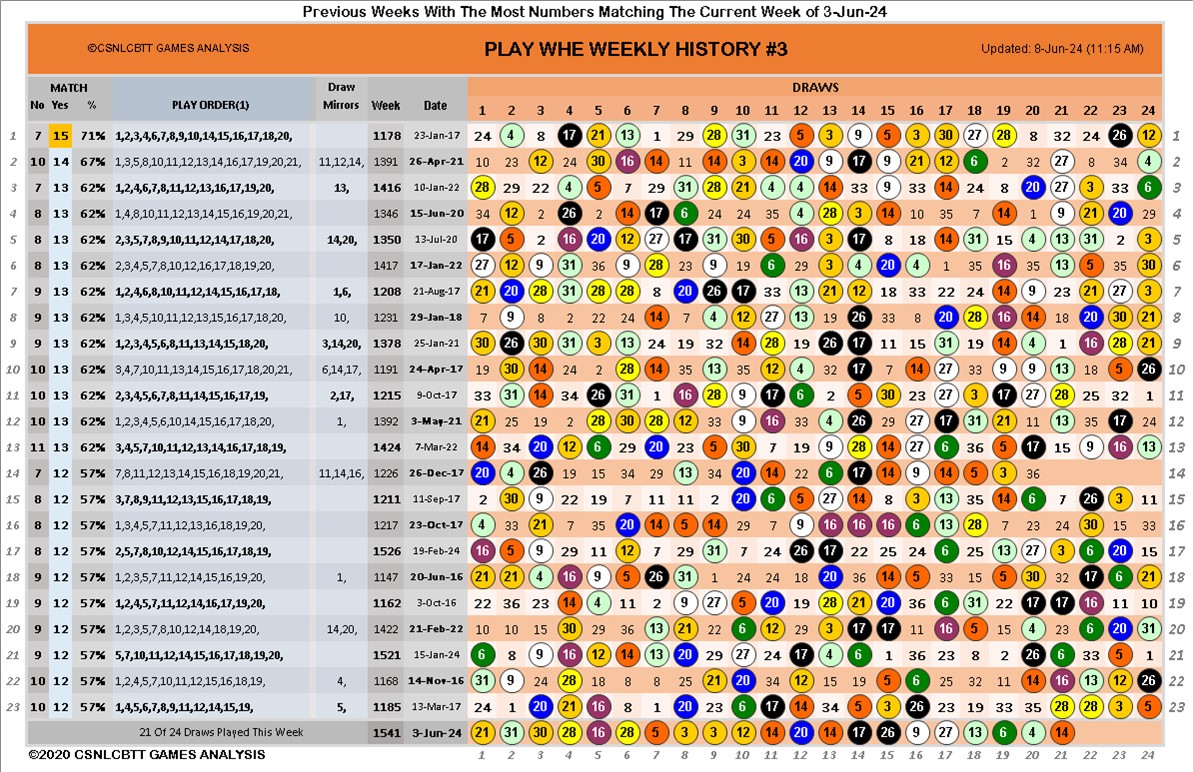 Previous Weeks With The Most Numbers Matching The Current Week of 3-Jun-24
©CSNLCBTT GAMES ANALYSIS PLAY WHE WEEKLY HISTORY #3 Updated: 8-Jun-24 (11:15 AM)
MATCH Draw DRAWS
No Yes % PLAY ORDER(1) Mirrors Week Date 1 2 3 4 5 6 7 8 9 10 11 12 13 14 15 16 17 18 19 20 21 22 23 24
1 7 15 71% 1,2,3,4,6,7,8,9,10,14,15,16,17,18,20, 1178 23-Jan-17 24 4 8 17 21 13 1 29 28 31 23 5 3 9 5 3 30 27 28 8 32 24 26 12 1
2 10 14 67% 1,3,5,8,10,11,12,13,14,16,17,19,20,21, 11,12,14, 1391 26-Apr-21 10 23 12 24 30 16 14 11 14 3 14 20 9 17 9 21 12 6 2 32 27 8 34 4 2
3 7 13 62% 1,2,4,6,7,8,11,12,13,16,17,19,20, 13, 1416 10-Jan-22 28 29 22 4 5 7 29 31 28 21 4 4 14 33 9 33 14 24 8 20 27 3 33 6 3
4 8 13 62% 1,4,8,10,11,12,13,14,15,16,19,20,21, 1346 15-Jun-20 34 12 2 26 2 14 17 6 24 24 35 4 28 3 14 10 35 7 14 1 9 21 20 29 4
5 8 13 62% 2,3,5,7,8,9,10,11,12,14,17,18,20, 14,20, 1350 13-Jul-20 17 5 2 16 20 12 27 17 31 30 5 16 3 17 8 18 14 31 15 4 13 31 2 3 5
6 8 13 62% 2,3,4,5,7,8,10,12,16,17,18,19,20, 1417 17-Jan-22 27 12 9 31 36 9 28 23 9 19 6 29 3 4 20 4 1 35 16 35 13 5 35 30 6
7 9 13 62% 1,2,4,6,8,10,11,12,14,15,16,17,18, 1,6, 1208 21-Aug-17 21 20 28 31 28 28 8 20 26 17 33 13 21 12 18 33 22 24 14 9 22 21 27 3 7
8 9 13 62% 1,3,4,5,10,11,12,13,15,17,18,20, 10, 1231 29-Jan-18 7 9 8 2 22 24 14 7 4 12 27 13 19 26 33 8 20 28 16 14 18 20 30 21 8
9 9 13 62% 1,2,3,4,5,6,8,11,13,14,15,18,20, 3,14,20, 1378 25-Jan-21 30 26 30 31 3 13 24 19 32 14 28 19 26 17 11 15 31 19 14 4 1 16 28 21 9
10 10 13 62% 3,4,7,10,11,13,14,15,16,17,18,20,21, 6,14,17, 1191 24-Apr-17 19 30 14 24 2 28 14 35 13 35 12 4 32 17 7 14 27 33 9 9 13 23 5 26 10
11 10 13 62% 2,3,4,5,6,7,8,11,14,15,16,17,19, 2,17, 1215 9-Oct-17 33 31 14 34 26 31 1 16 28 9 17 6 2 5 30 23 27 3 17 27 28 25 32 1 11
12 10 13 62% 1,2,3,4,5,6,10,12,15,16,17,18,20, 1, 1392 3-May-21 21 25 19 2 28 30 28 12 33 9 16 33 4 26 29 27 17 31 12 21 13 35 17 24 12
13 11 13 62% 3,4,5,7,10,11,12,13,14,16,17,18,19, 1424 7-Mar-22 14 34 20 12 6 29 20 23 5 30 7 19 9 28 14 27 6 36 5 17 15 9 16 13 13
14 7 12 57% 7,8,11,12,13,14,15,16,18,19,20,21, 11,14,16, 1226 26-Dec-17 20 4 26 19 15 34 29 13 34 20 14 22 6 17 16 9 14 5 3 36 14
15 8 12 57% 3,7,8,9,11,12,13,15,16,17,18,19, 1211 11-Sep-17 2 30 9 22 19 7 11 11 2 20 6 5 27 14 8 3 13 35 14 6 7 26 3 11 15
16 8 12 57% 1,3,4,5,7,11,12,13,16,18,19,20, 1217 23-Oct-17 4 33 21 7 35 20 14 5 14 29 7 9 16 16 16 6 13 28 7 23 24 30 15 33 16
17 8 12 57% 2,5,7,8,10,12,14,15,16,17,18,19, 1526 19-Feb-24 16 5 9 29 11 12 7 29 31 7 24 26 17 22 25 24 6 25 13 27 3 6 20 15 17
18 9 12 57% 1,2,3,5,7,11,12,14,15,16,19,20, 1, 1147 20-Jun-16 21 21 4 16 9 5 26 31 1 24 24 18 20 36 14 5 33 15 5 30 32 17 6 21 18
19 9 12 57% 1,2,4,5,7,11,12,14,16,17,19,20, 1162 3-Oct-16 22 36 23 14 4 11 2 9 27 5 20 19 28 21 20 36 6 31 22 17 17 16 11 10 19
20 9 12 57% 1,2,3,5,7,8,10,12,14,18,19,20, 14,20, 1422 21-Feb-22 10 10 15 30 29 36 13 21 22 6 12 29 3 17 17 11 16 5 15 4 23 6 20 31 20
21 9 12 57% 5,7,10,11,12,14,15,16,17,18,19,20, 1521 15-Jan-24 6 8 9 16 12 14 13 20 29 27 24 17 4 6 1 36 23 8 2 26 6 33 5 1 21
22 10 12 57% 1,2,4,5,7,10,11,12,15,16,18,19, 4, 1168 14-Nov-16 31 9 24 28 18 8 8 25 21 20 34 12 15 19 5 6 25 32 11 14 16 13 12 26 22
23 10 12 57% 1,4,5,6,7,8,9,11,12,14,15,19, 5, 1185 13-Mar-17 24 1 20 21 16 8 1 20 23 6 17 14 34 5 3 26 23 19 33 35 28 28 3 5 23
21 Of 24 Draws Played This Week 1541 3-Jun-24 21 31 30 28 16 28 5 3 3 12 14 20 14 17 26 9 27 13 6 4 14
©2020 CSNLCBTT GAMES ANALYSIS 1 2 3 4 5 6 7 8 9 10 11 12 13 14 15 16 17 18 19 20 21 22 23 24